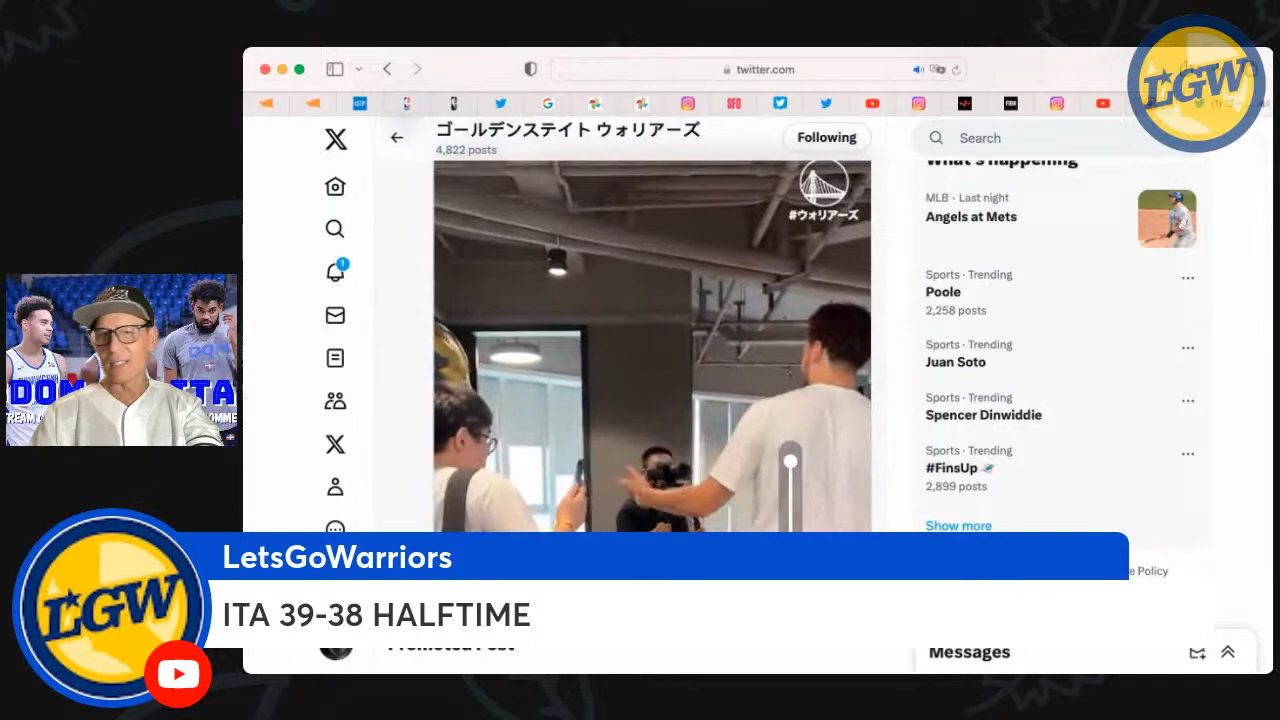 twitter.com
LGW
ゴールデンステイト ウォリアーズ
4,822 posts
Following
Search
What's happening
MLB · Last night
Angels at Mets
#ウォリアーズ
Sports · Trending
Poole
2,258 posts
Sports · Trending
Juan Soto
Sports · Trending
Spencer Dinwiddie
Sports · Trending
#FinsUp
2,899 posts
Show more
e Policy
DOM
ITA
LetsGoWarriors
ITA 39-38 HALFTIME
LGW
Promoted Post
Messages